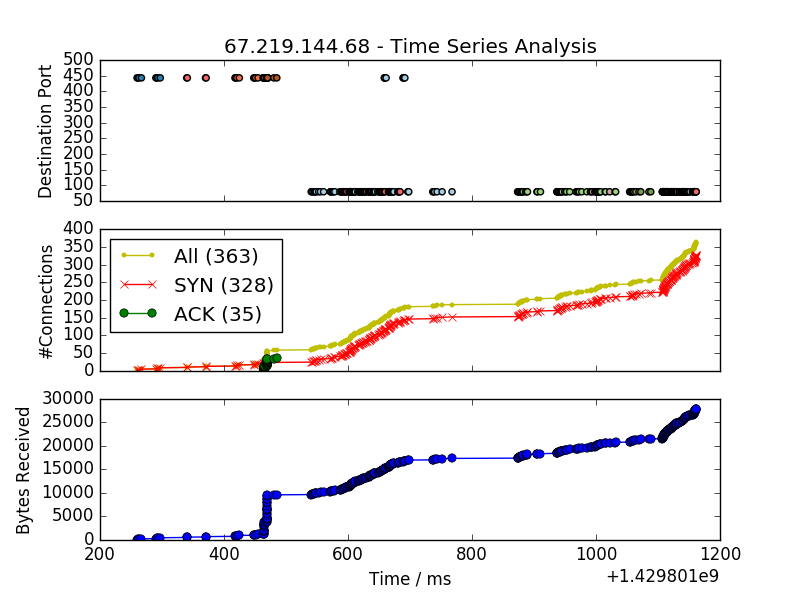 67.219.144.68 - Time Series Analysis
Destination Port
500
450
400
350
300
250
200
150
100
50
#Connections
400
350
300
250
200
150
100
50
0
All (363)
SYN (328)
ACK (35)
Bytes Received
30000
25000
20000
15000
10000
5000
0
200 400 600 800 1000 1200
Time / ms
+1.429801e9